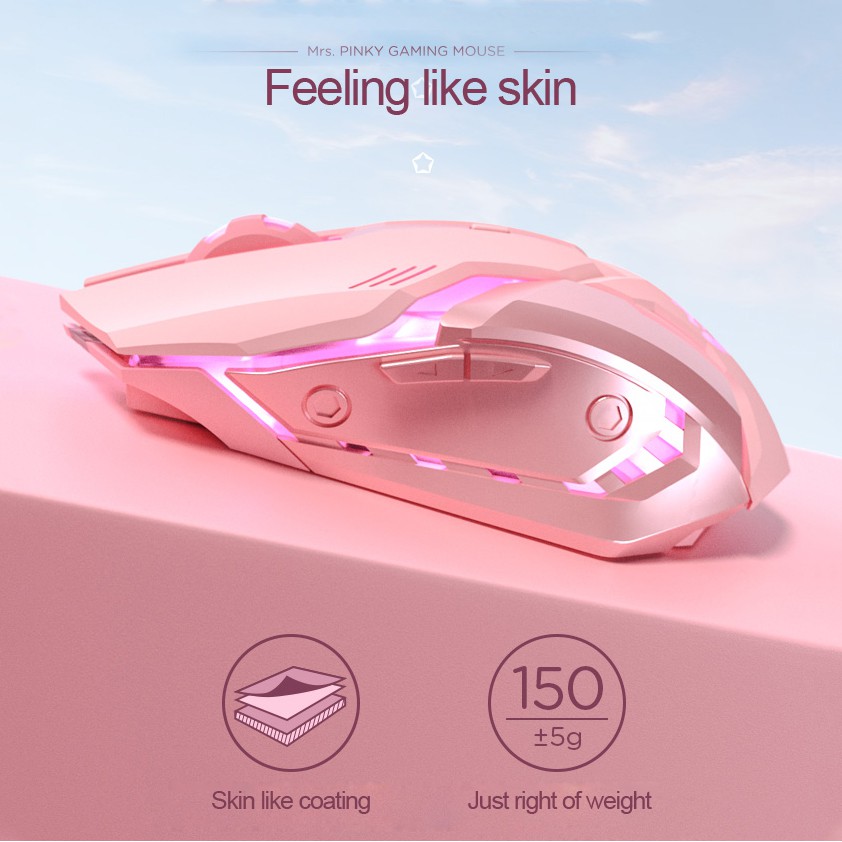 Mrs. PINKY GAMING MOUSE
Feeling like skin
150
±5g
Skin like coating
Just right of weight